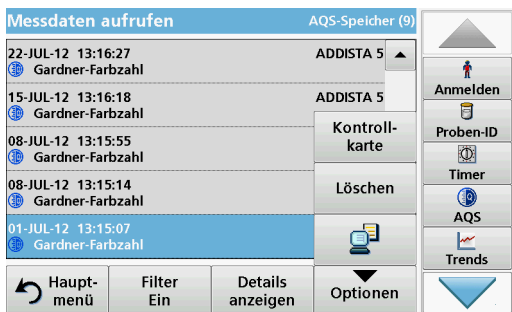 Messdaten aufrufen AQS-Speicher (9)
22-JUL-12 13:16:27 ADDISTA 5
Gardner-Farbzahl
15-JUL-12 13:16:18 ADDISTA 5
Gardner-Farbzahl
08-JUL-12 13:15:55
Gardner-Farbzahl
08-JUL-12 13:15:14
Gardner-Farbzahl
01-JUL-12 13:15:07
Gardner-Farbzahl
Kontroll-
karte
Löschen
Haupt-
menü
Filter
Ein
Details
anzeigen
Optionen
Anmelden
Proben-ID
Timer
AQS
Trends